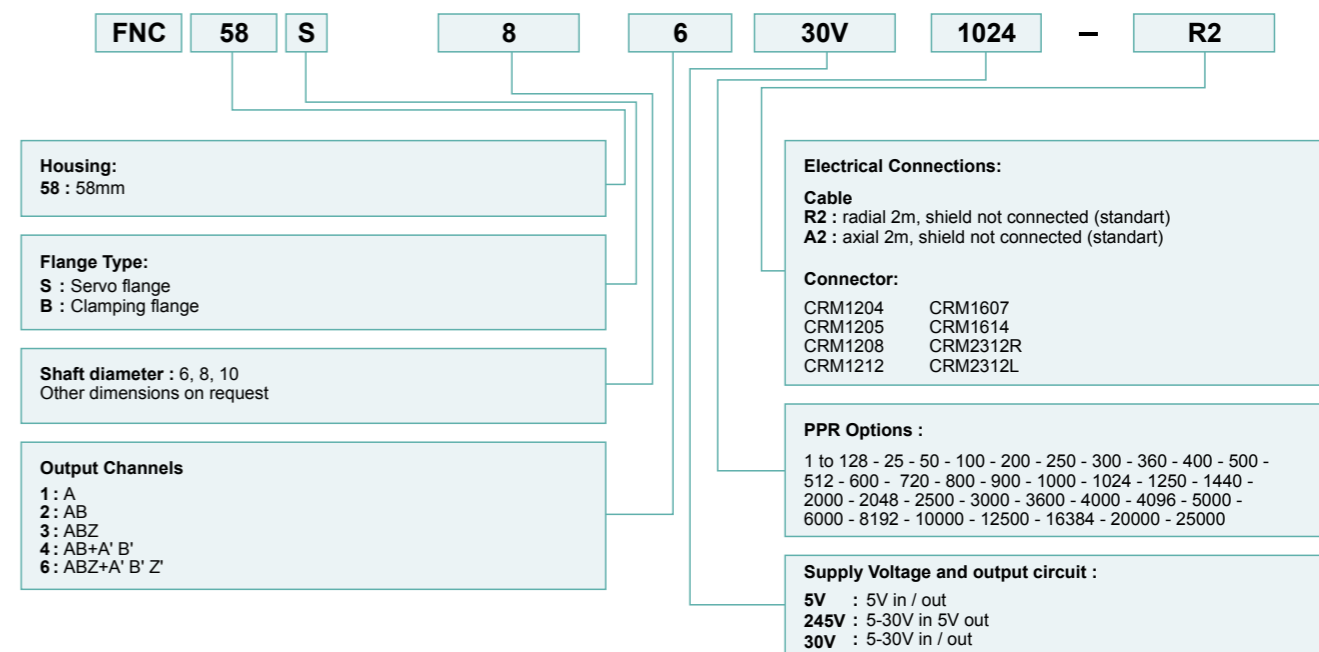 FNC 58 S 8 6 30V 1024 – R2
Housing:
58 : 58mm
Flange Type:
S : Servo flange
B : Clamping flange
Shaft diameter : 6, 8, 10
Other dimensions on request
Output Channels
1 : A
2 : AB
3 : ABZ
4 : AB+A' B'
6 : ABZ+A' B' Z'
Electrical Connections:
Cable
R2 : radial 2m, shield not connected (standart)
A2 : axial 2m, shield not connected (standart)
Connector:
CRM1204 CRM1607
CRM1205 CRM1614
CRM1208 CRM2312R
CRM1212 CRM2312L
PPR Options :
1 to 128 - 25 - 50 - 100 - 200 - 250 - 300 - 360 - 400 - 500 -
512 - 600 - 720 - 800 - 900 - 1000 - 1024 - 1250 - 1440 -
2000 - 2048 - 2500 - 3000 - 3600 - 4000 - 4096 - 5000 -
6000 - 8192 - 10000 - 12500 - 16384 - 20000 - 25000
Supply Voltage and output circuit :
5V : 5V in / out
245V : 5-30V in 5V out
30V : 5-30V in / out